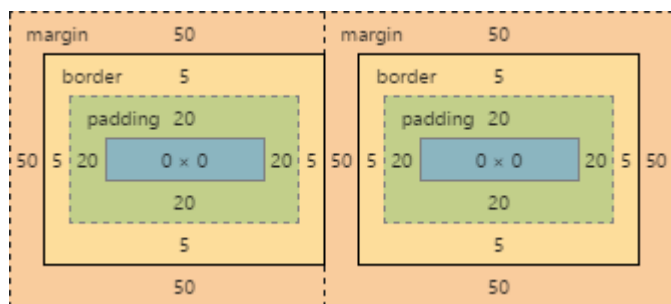 margin 50 margin 50
border 5 border 5
padding 20 padding 20
50 5 20 0 × 0 20 5 50 5 20 0 × 0 20 5 50
20 20
5 5
50 50